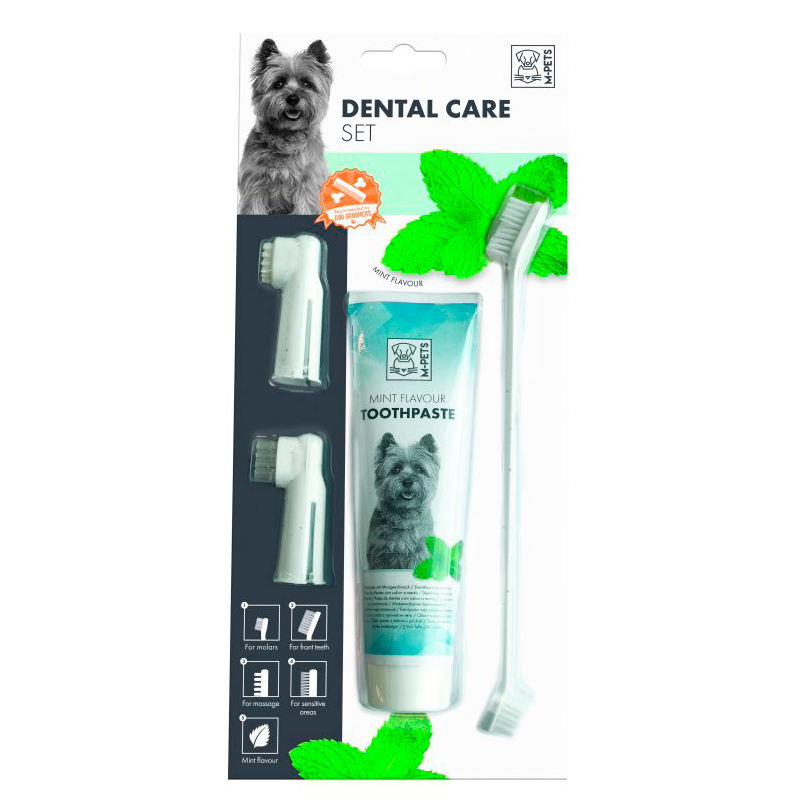 M-PETS
DENTAL CARE
SET
Recommended by
DOG GROOMERS
MINT FLAVOUR
M-PETS
MINT FLAVOUR
TOOTHPASTE
1
For molars
2
For front teeth
3
For massage
4
For sensitive
areas
5
Mint flavour